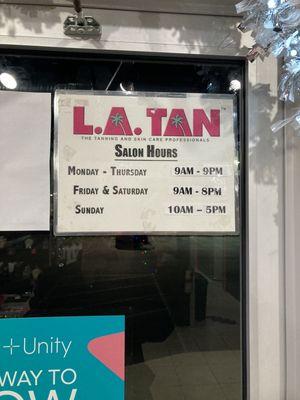 L.A. TAN™
THE TANNING AND SKIN CARE PROFESSIONALS
SALON HOURS
MONDAY - THURSDAY 9AM - 9PM
FRIDAY & SATURDAY 9AM - 8PM
SUNDAY 10AM – 5PM
+Unity
WAY TO